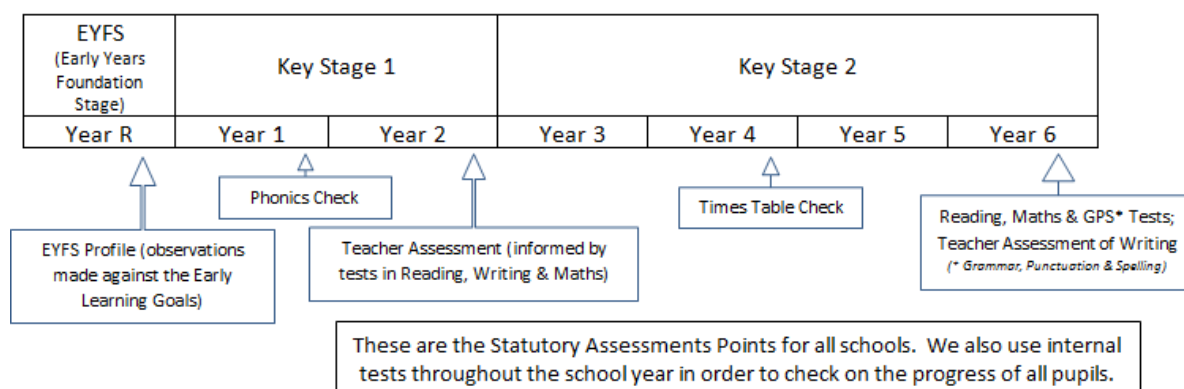 EYFS
(Early Years
Foundation
Stage)
Key Stage 1
Key Stage 2
Year R
Year 1
Year 2
Year 3
Year 4
Year 5
Year 6
Phonics Check
Times Table Check
EYFS Profile (observations
made against the Early
Learning Goals)
Teacher Assessment (informed by
tests in Reading, Writing & Maths)
Reading, Maths & GPS* Tests;
Teacher Assessment of Writing
(* Grammar, Punctuation & Spelling)
These are the Statutory Assessments Points for all schools.  We also use internal
tests throughout the school year in order to check on the progress of all pupils.